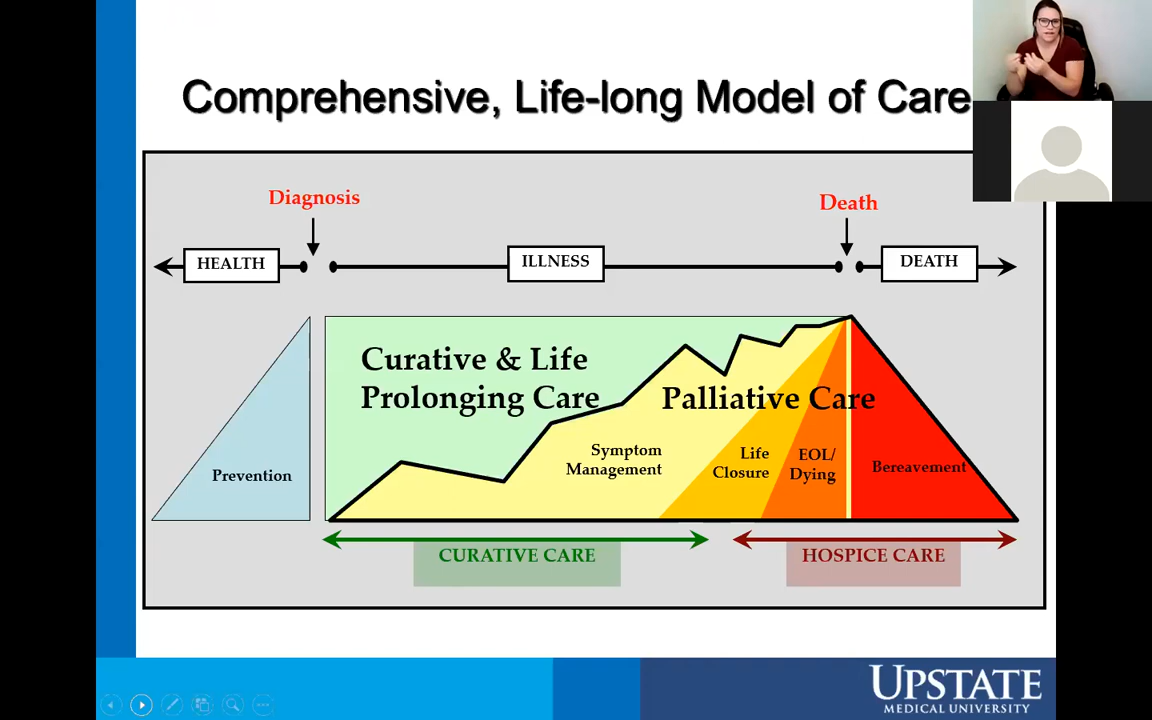 Comprehensive, Life-long Model of Care
Diagnosis
Death
HEALTH
ILLNESS
DEATH
Curative & Life
Prolonging Care
Palliative Care
Prevention
Symptom
Management
Life
Closure
EOL/
Dying
Bereavement
CURATIVE CARE
HOSPICE CARE
UPSTATE
MEDICAL UNIVERSITY